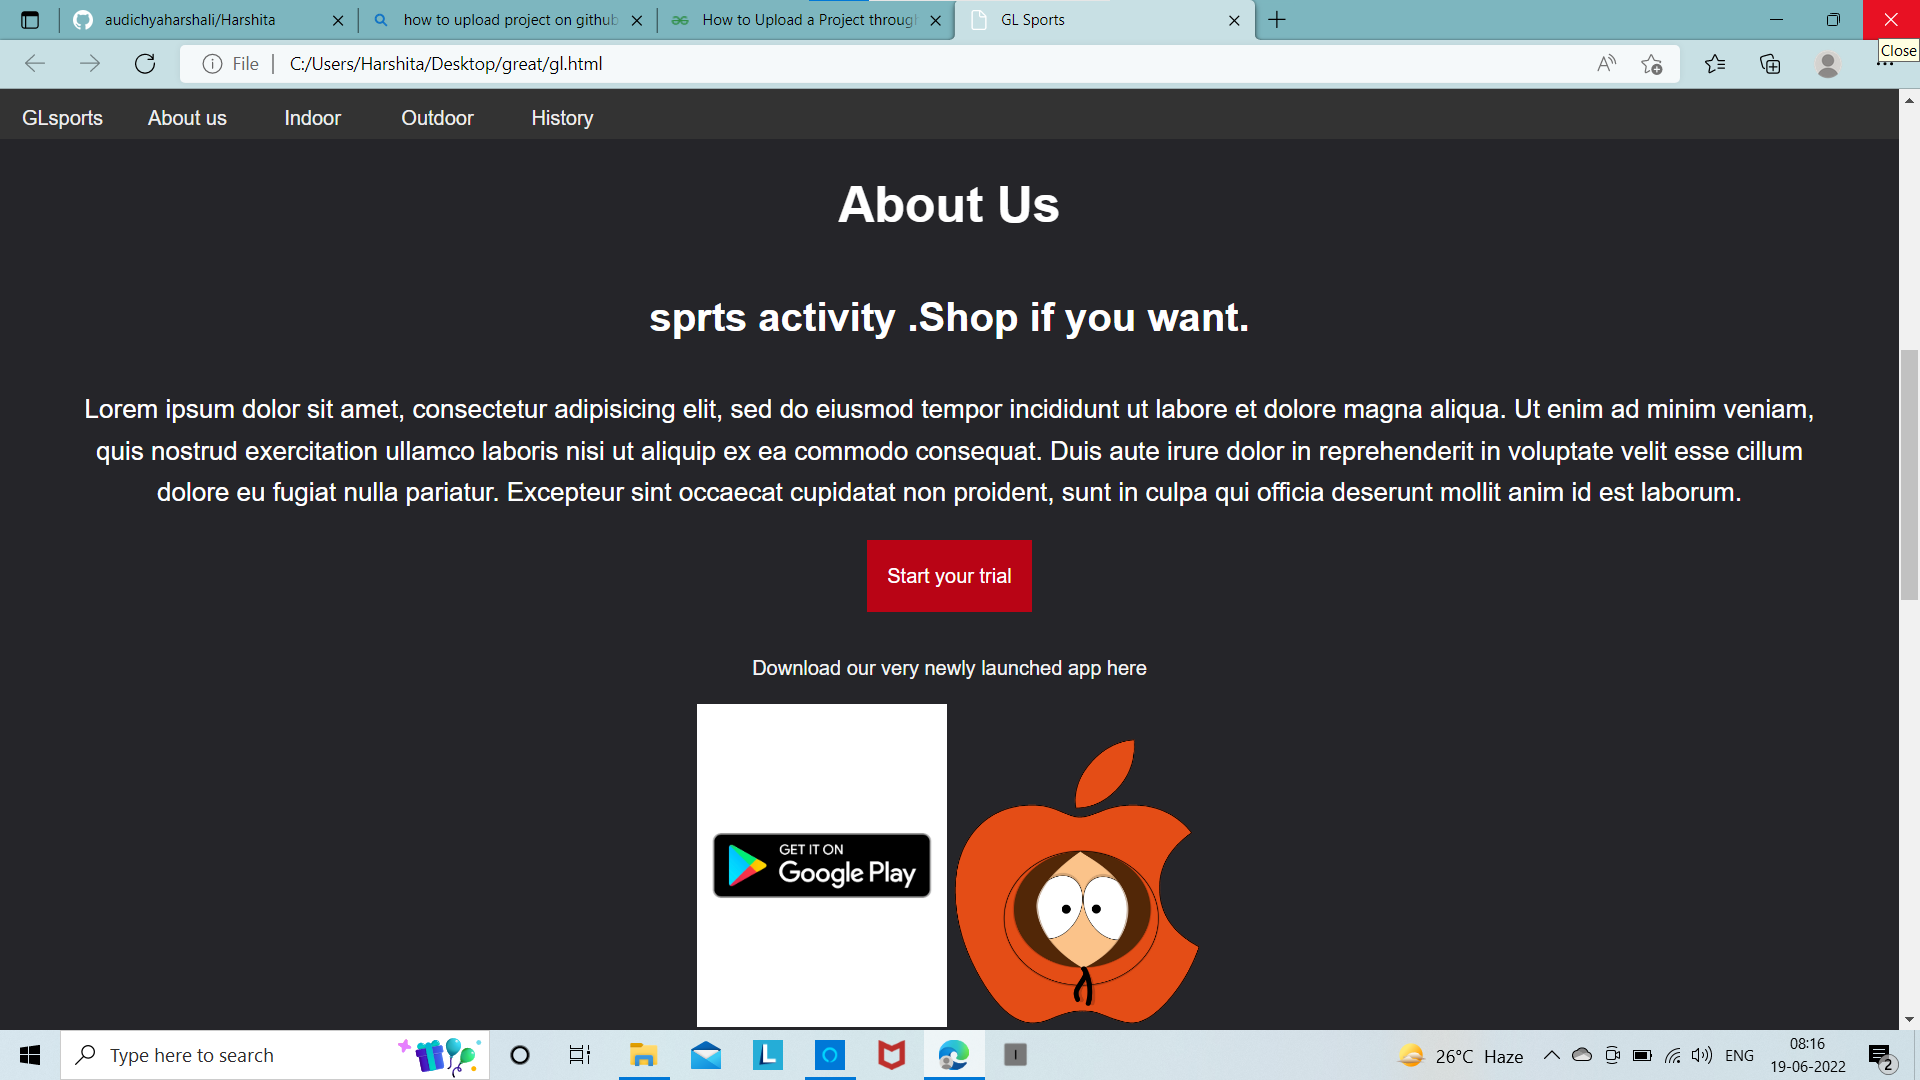 audichyaharshali/Harshita
how to upload project on github
How to Upload a Project throug
GL Sports
Close
File
C:/Users/Harshita/Desktop/great/gl.html
GLsports About us Indoor Outdoor History
About Us
sprts activity .Shop if you want.
Lorem ipsum dolor sit amet, consectetur adipisicing elit, sed do eiusmod tempor incididunt ut labore et dolore magna aliqua. Ut enim ad minim veniam,
quis nostrud exercitation ullamco laboris nisi ut aliquip ex ea commodo consequat. Duis aute irure dolor in reprehenderit in voluptate velit esse cillum
dolore eu fugiat nulla pariatur. Excepteur sint occaecat cupidatat non proident, sunt in culpa qui officia deserunt mollit anim id est laborum.
Start your trial
Download our very newly launched app here
GET IT ON
Google Play
Type here to search
L
I
26°C Haze
ENG
08:16
19-06-2022
2